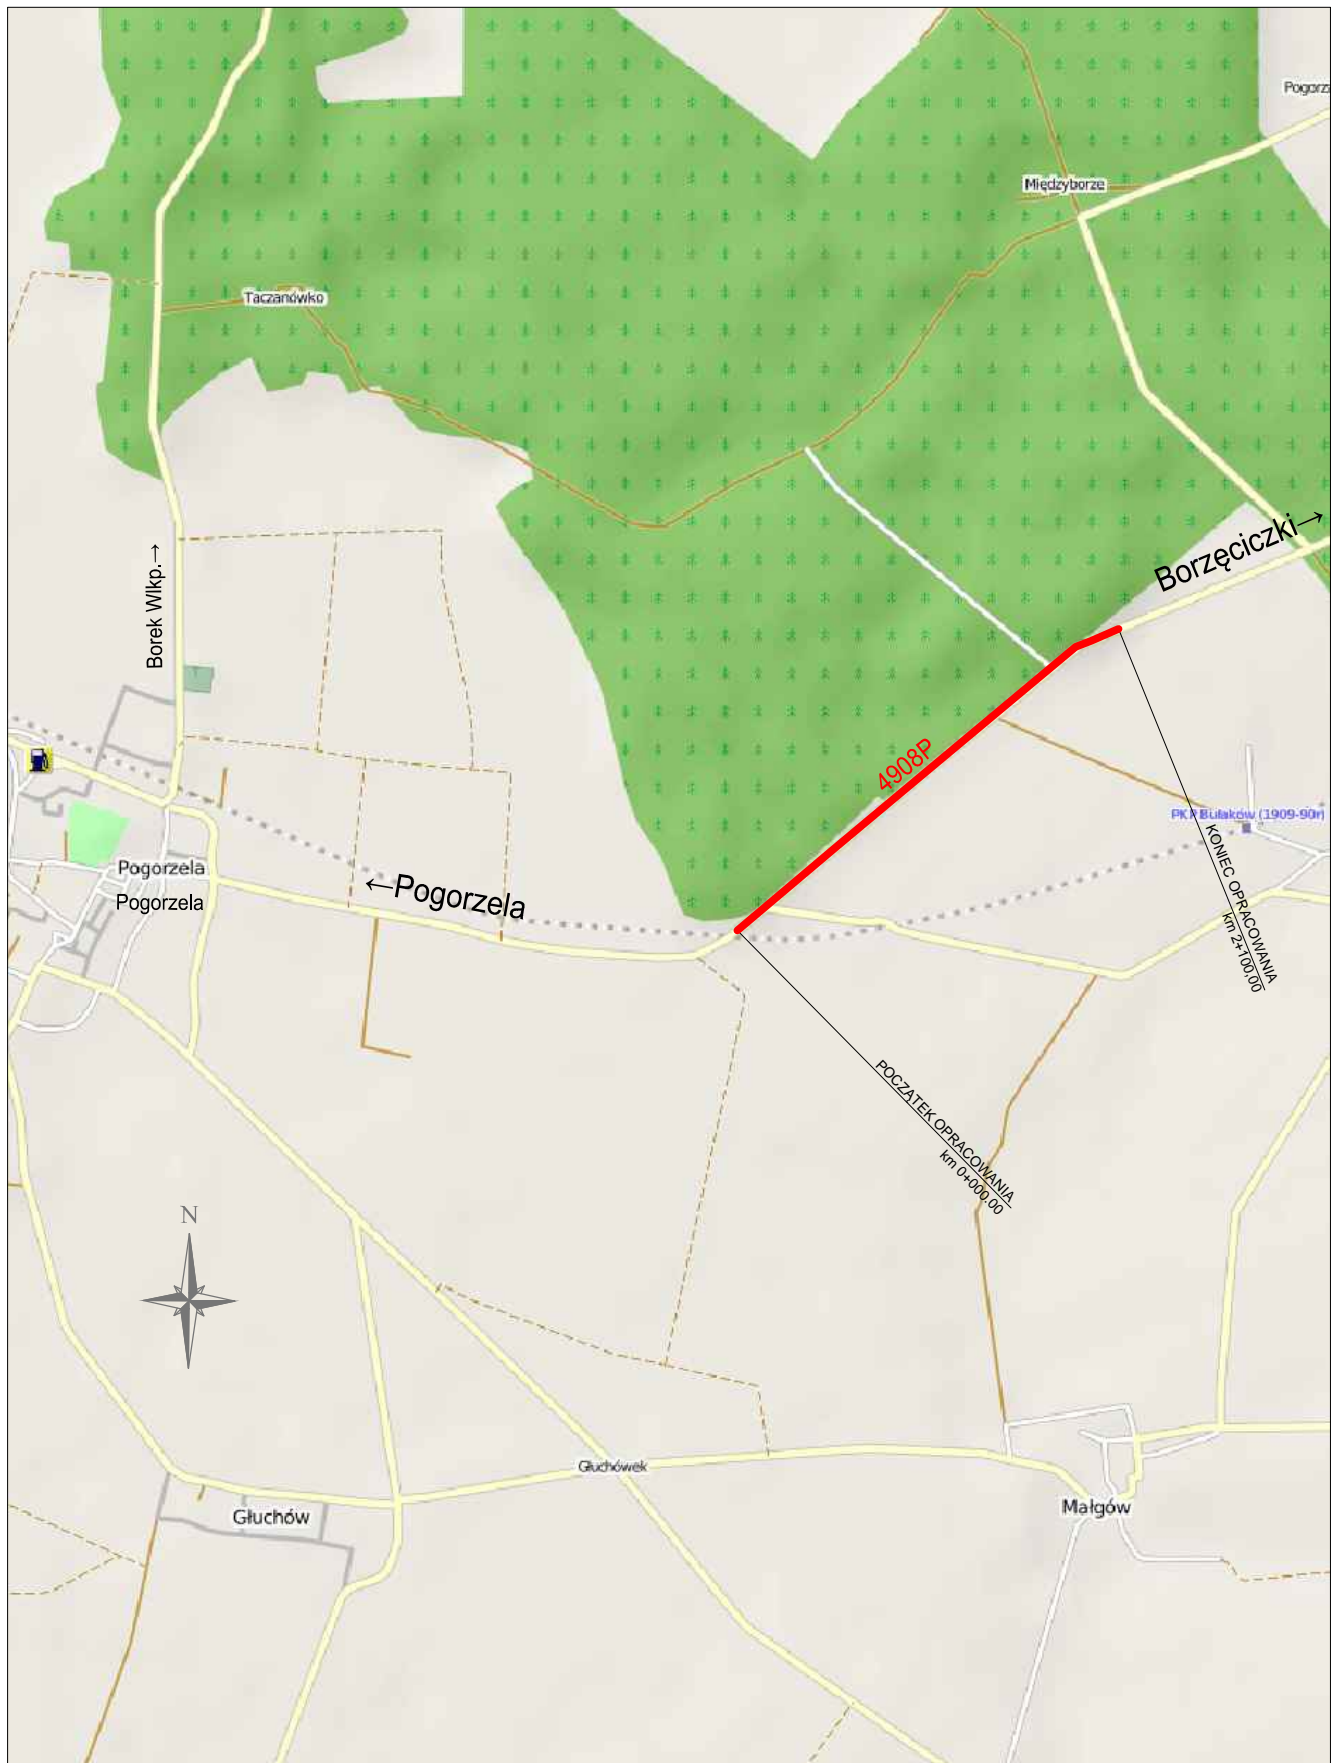 Pogorz
Międzyborze
Taczanówko
Borzęciczki→
Borek Wlkp.→
4908P
PKP Bułaków (1909-90r)
KONIEC OPRACOWANIA
km 2+100,00
Pogorzela
Pogorzela
←Pogorzela
POCZĄTEK OPRACOWANIA
km 0+000.00
N
Głuchówek
Głuchów
Małgów